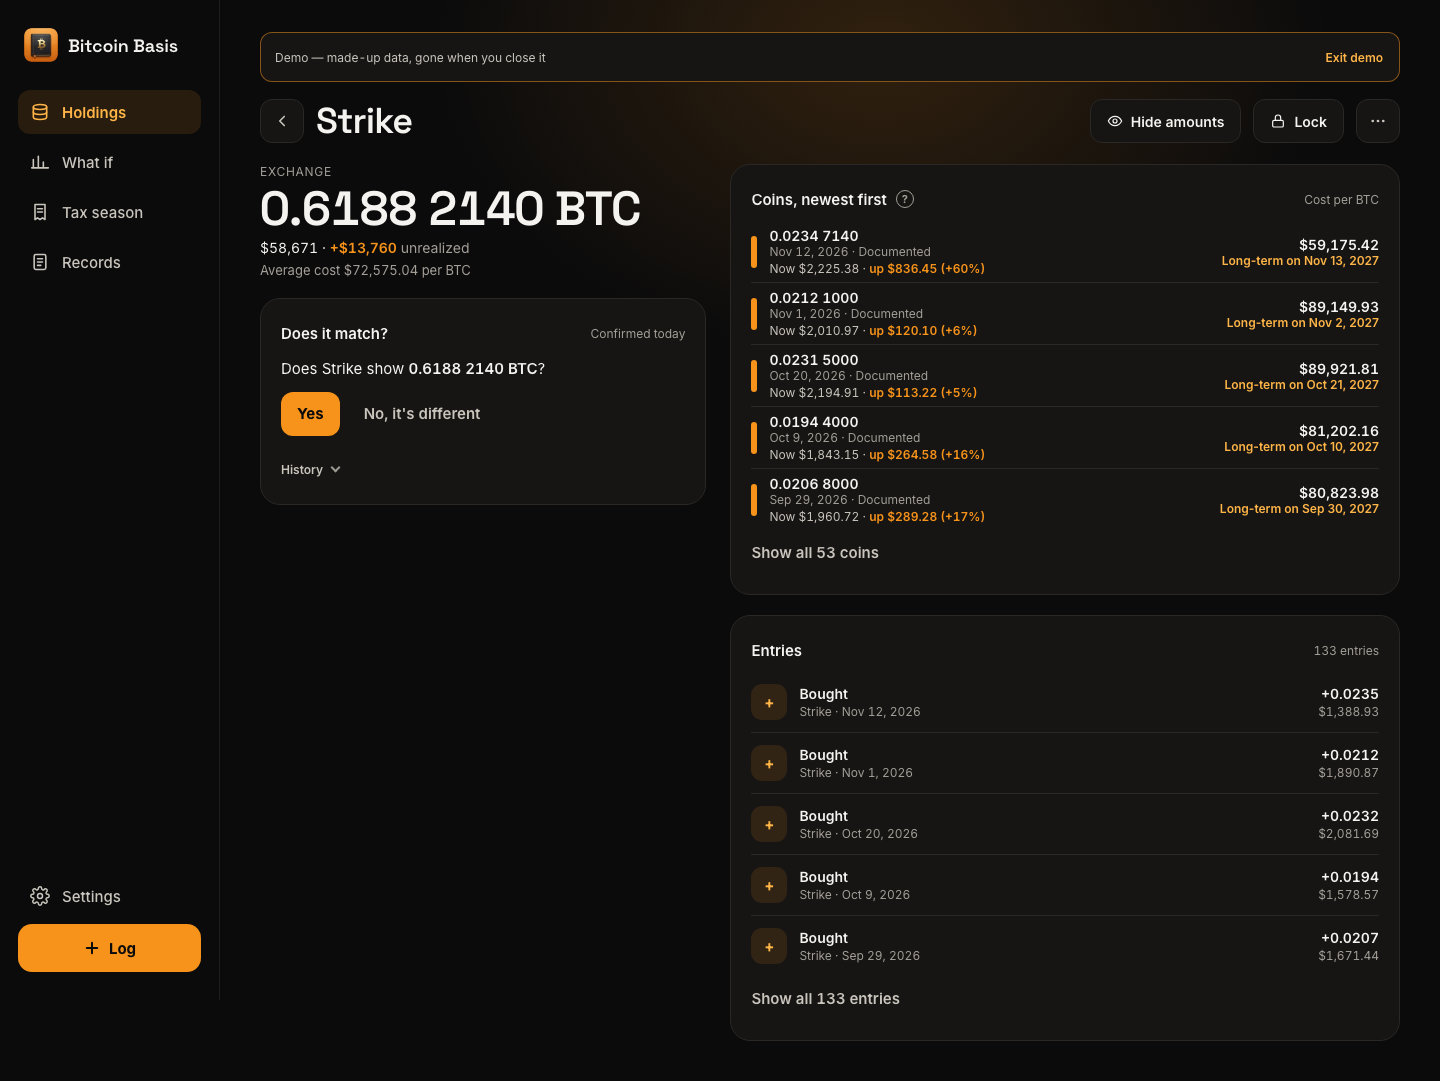 Bitcoin Basis
Holdings
What if
Tax season
Records
Settings
+ Log
Demo — made-up data, gone when you close it
Exit demo
Strike
Hide amounts
Lock
EXCHANGE
0.6188 2140 BTC
$58,671 · +$13,760 unrealized
Average cost $72,575.04 per BTC
Does it match?
Confirmed today
Does Strike show 0.6188 2140 BTC?
Yes
No, it's different
History
Coins, newest first ?
Cost per BTC
0.0234 7140
Nov 12, 2026 · Documented
Now $2,225.38 · up $836.45 (+60%)
$59,175.42
Long-term on Nov 13, 2027
0.0212 1000
Nov 1, 2026 · Documented
Now $2,010.97 · up $120.10 (+6%)
$89,149.93
Long-term on Nov 2, 2027
0.0231 5000
Oct 20, 2026 · Documented
Now $2,194.91 · up $113.22 (+5%)
$89,921.81
Long-term on Oct 21, 2027
0.0194 4000
Oct 9, 2026 · Documented
Now $1,843.15 · up $264.58 (+16%)
$81,202.16
Long-term on Oct 10, 2027
0.0206 8000
Sep 29, 2026 · Documented
Now $1,960.72 · up $289.28 (+17%)
$80,823.98
Long-term on Sep 30, 2027
Show all 53 coins
Entries
133 entries
+
Bought
Strike · Nov 12, 2026
+0.0235
$1,388.93
+
Bought
Strike · Nov 1, 2026
+0.0212
$1,890.87
+
Bought
Strike · Oct 20, 2026
+0.0232
$2,081.69
+
Bought
Strike · Oct 9, 2026
+0.0194
$1,578.57
+
Bought
Strike · Sep 29, 2026
+0.0207
$1,671.44
Show all 133 entries